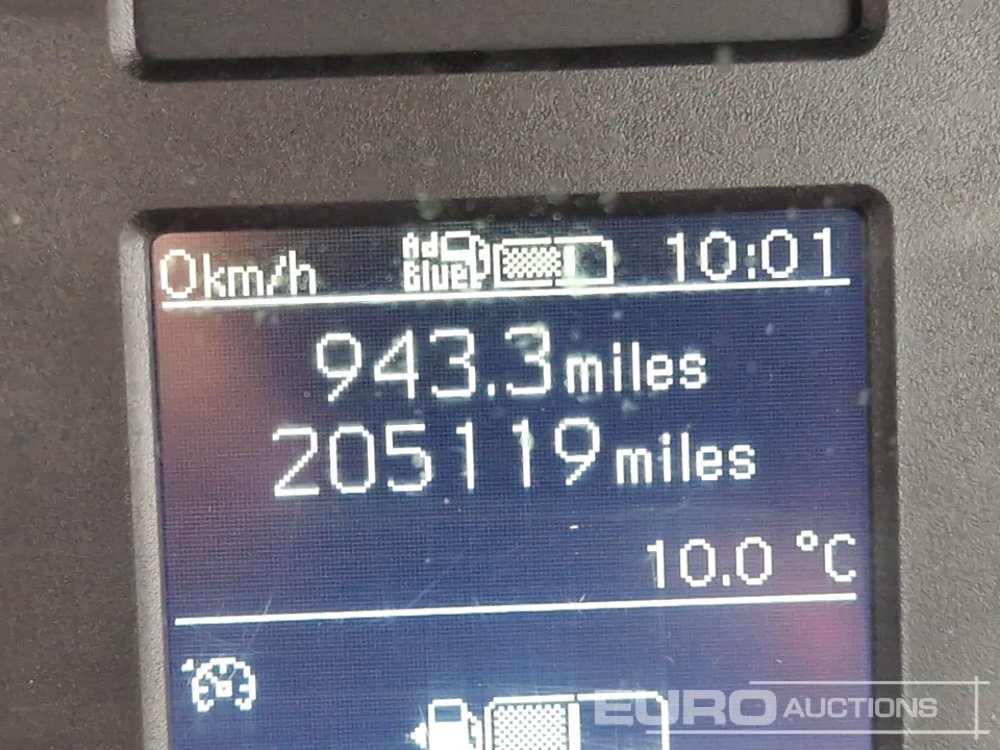 0km/h Ad Blue 10:01
943.3 miles
205119 miles
10.0 °C
EURO AUCTIONS